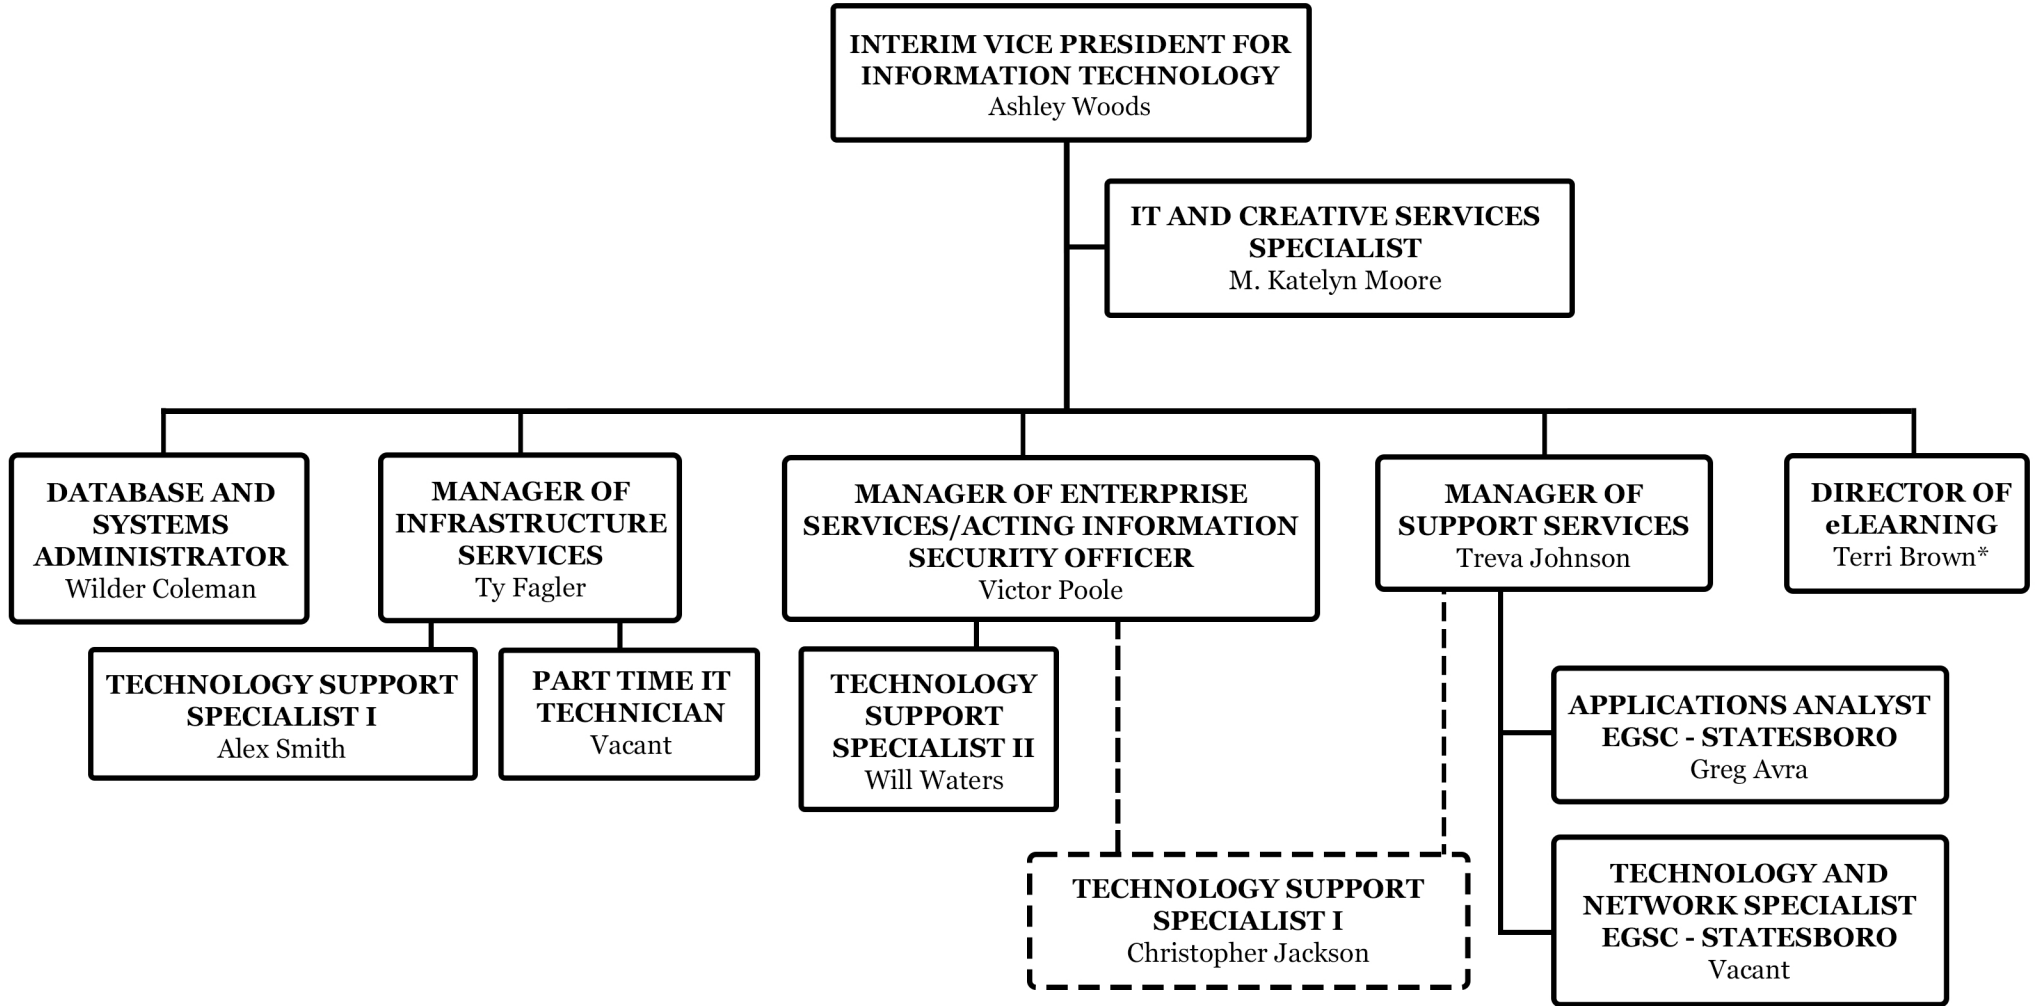 INTERIM VICE PRESIDENT FOR
INFORMATION TECHNOLOGY
Ashley Woods
IT AND CREATIVE SERVICES
SPECIALIST
M. Katelyn Moore
DATABASE AND
SYSTEMS
ADMINISTRATOR
Wilder Coleman
MANAGER OF
INFRASTRUCTURE
SERVICES
Ty Fagler
MANAGER OF ENTERPRISE
SERVICES/ACTING INFORMATION
SECURITY OFFICER
Victor Poole
MANAGER OF
SUPPORT SERVICES
Treva Johnson
DIRECTOR OF
eLEARNING
Terri Brown*
TECHNOLOGY SUPPORT
SPECIALIST I
Alex Smith
PART TIME IT
TECHNICIAN
Vacant
TECHNOLOGY
SUPPORT
SPECIALIST II
Will Waters
APPLICATIONS ANALYST
EGSC - STATESBORO
Greg Avra
TECHNOLOGY SUPPORT
SPECIALIST I
Christopher Jackson
TECHNOLOGY AND
NETWORK SPECIALIST
EGSC - STATESBORO
Vacant